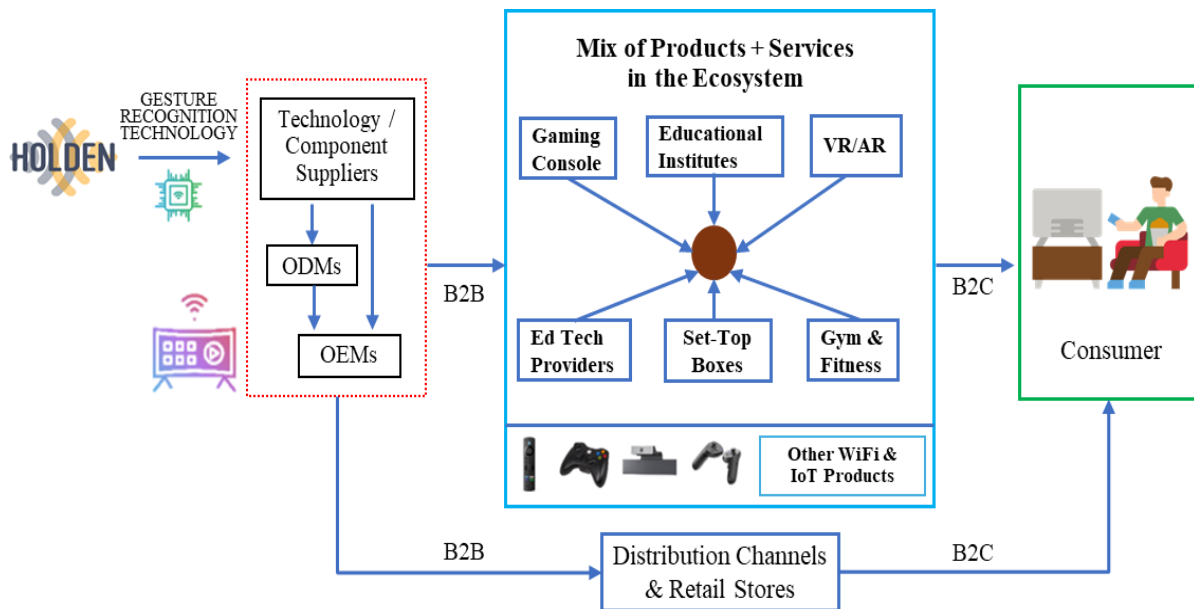 HOLDEN
GESTURE
RECOGNITION
TECHNOLOGY
Technology /
Component
Suppliers
ODMs
OEMs
B2B
Mix of Products + Services
in the Ecosystem
Gaming
Console
Educational
Institutes
VR/AR
Ed Tech
Providers
Set-Top
Boxes
Gym &
Fitness
Other WiFi &
IoT Products
B2C
Consumer
B2B
Distribution Channels
& Retail Stores
B2C